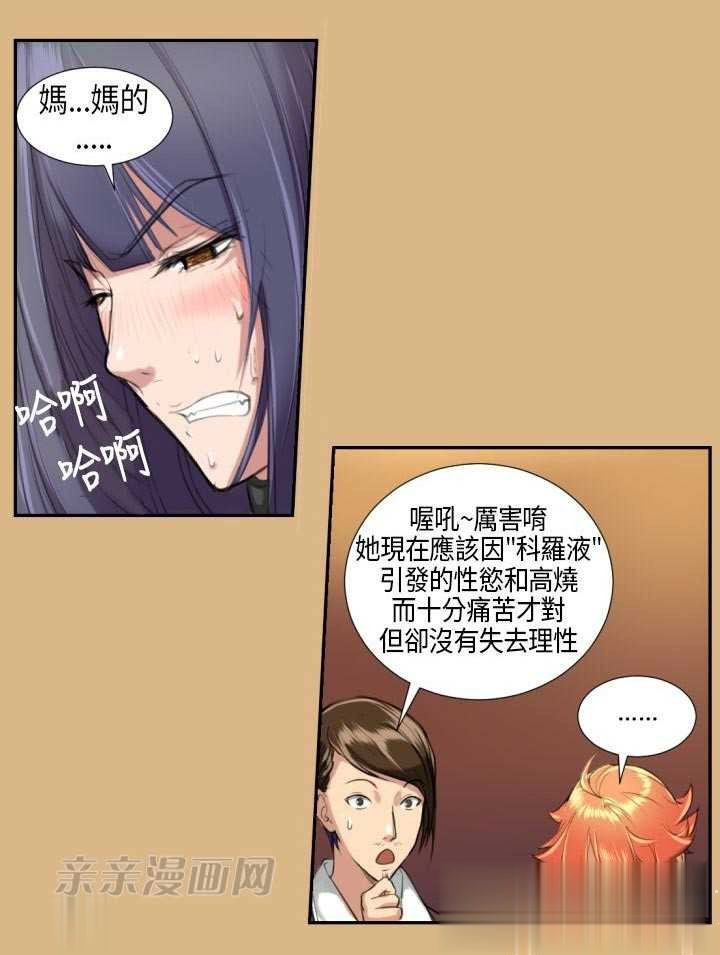 媽...媽的
.....
哈啊
哈啊
喔吼~厲害唷
她現在應該因"科羅液"
引發的性慾和高燒
而十分痛苦才對
但卻沒有失去理性
......
亲亲漫画网